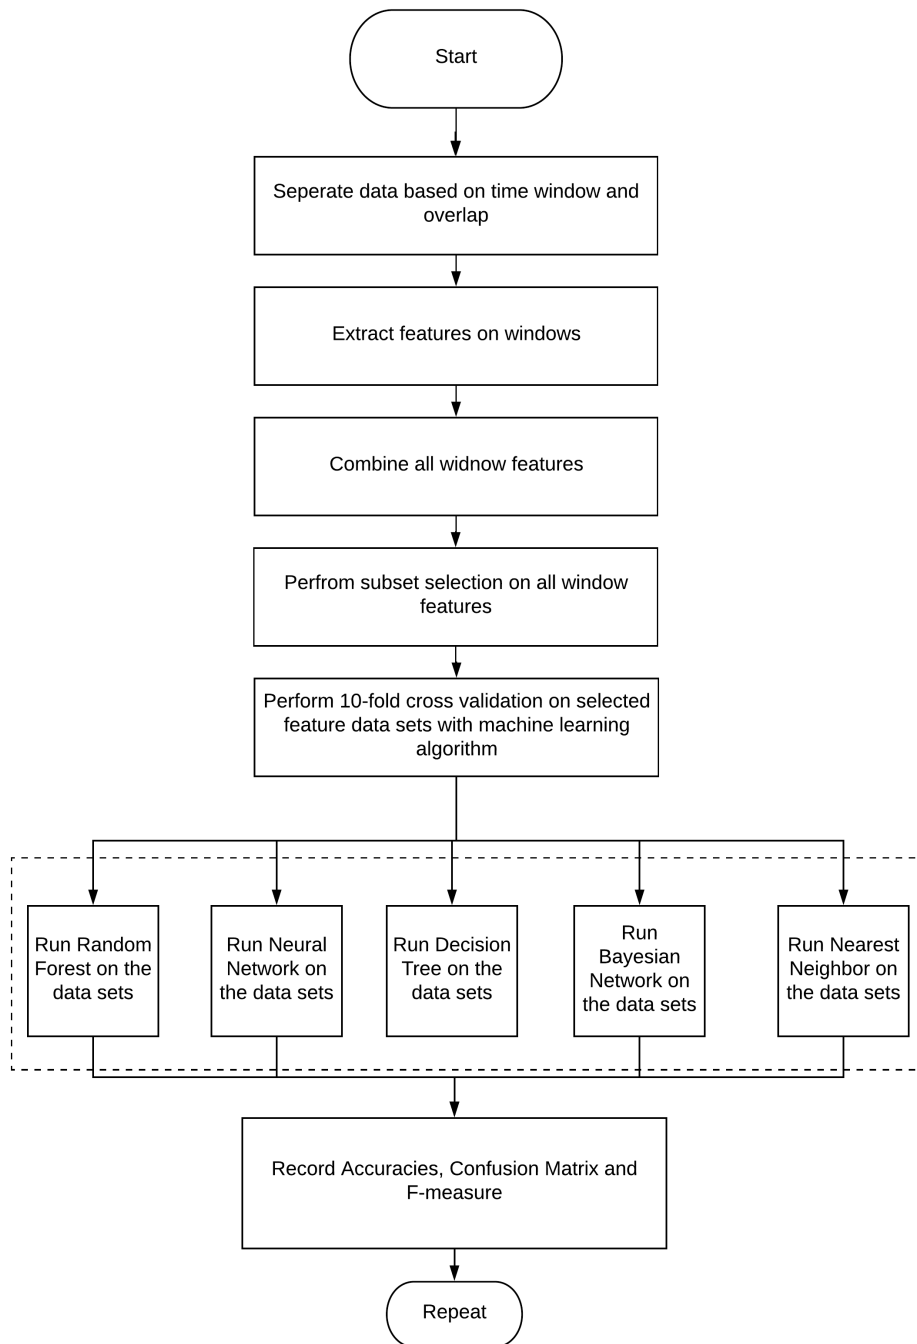 Start
Seperate data based on time window and
overlap
Extract features on windows
Combine all widnow features
Perfrom subset selection on all window
features
Perform 10-fold cross validation on selected
feature data sets with machine learning
algorithm
Run Random
Forest on the
data sets
Run Neural
Network on
the data sets
Run Decision
Tree on the
data sets
Run
Bayesian
Network on
the data sets
Run Nearest
Neighbor on
the data sets
Record Accuracies, Confusion Matrix and
F-measure
Repeat